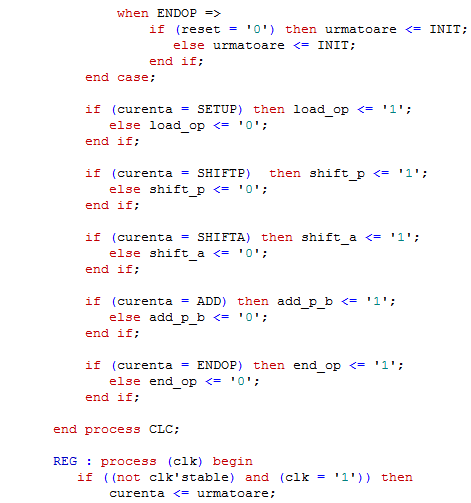 when ENDOP =>
if (reset = '0') then urmatoare <= INIT;
else urmatoare <= INIT;
end if;
end case;
if (curenta = SETUP) then load_op <= '1';
else load_op <= '0';
end if;
if (curenta = SHIFTP)  then shift_p <= '1';
else shift_p <= '0';
end if;
if (curenta = SHIFTA) then shift_a <= '1';
else shift_a <= '0';
end if;
if (curenta = ADD) then add_p_b <= '1';
else add_p_b <= '0';
end if;
if (curenta = ENDOP) then end_op <= '1';
else end_op <= '0';
end if;
end process CLC;
REG : process (clk) begin
if ((not clk'stable) and (clk = '1')) then
curenta <= urmatoare;